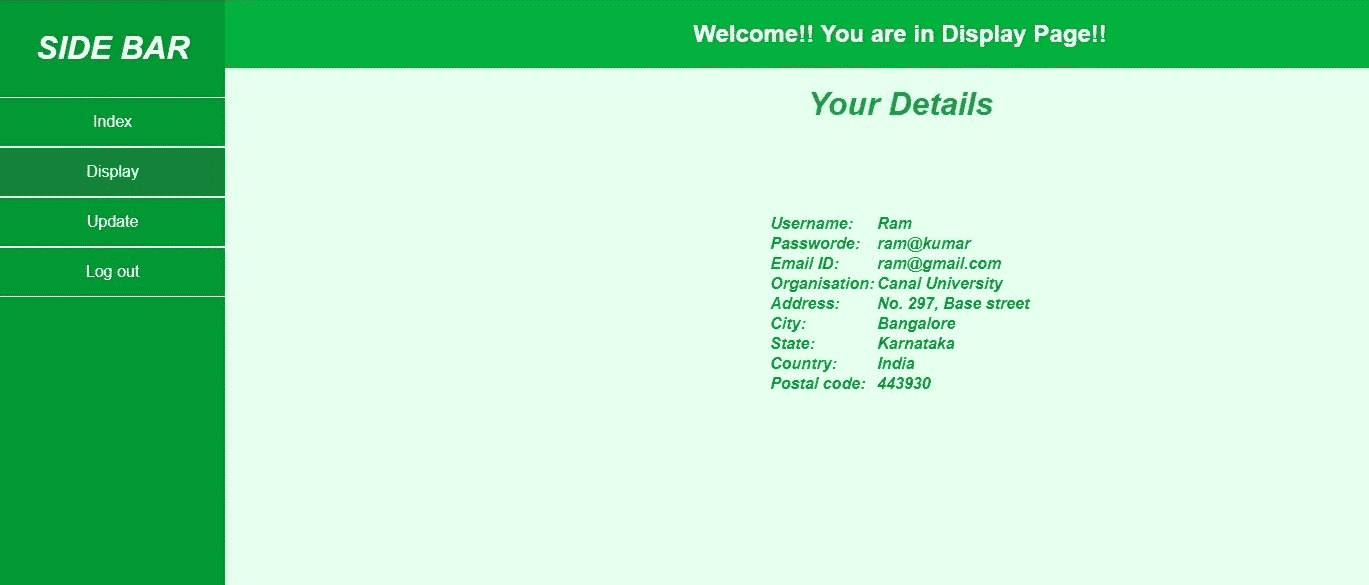 SIDE BAR
Index
Display
Update
Log out
Welcome!! You are in Display Page!!
Your Details
Username: Ram
Passworde: ram@kumar
Email ID: ram@gmail.com
Organisation: Canal University
Address: No. 297, Base street
City: Bangalore
State: Karnataka
Country: India
Postal code: 443930